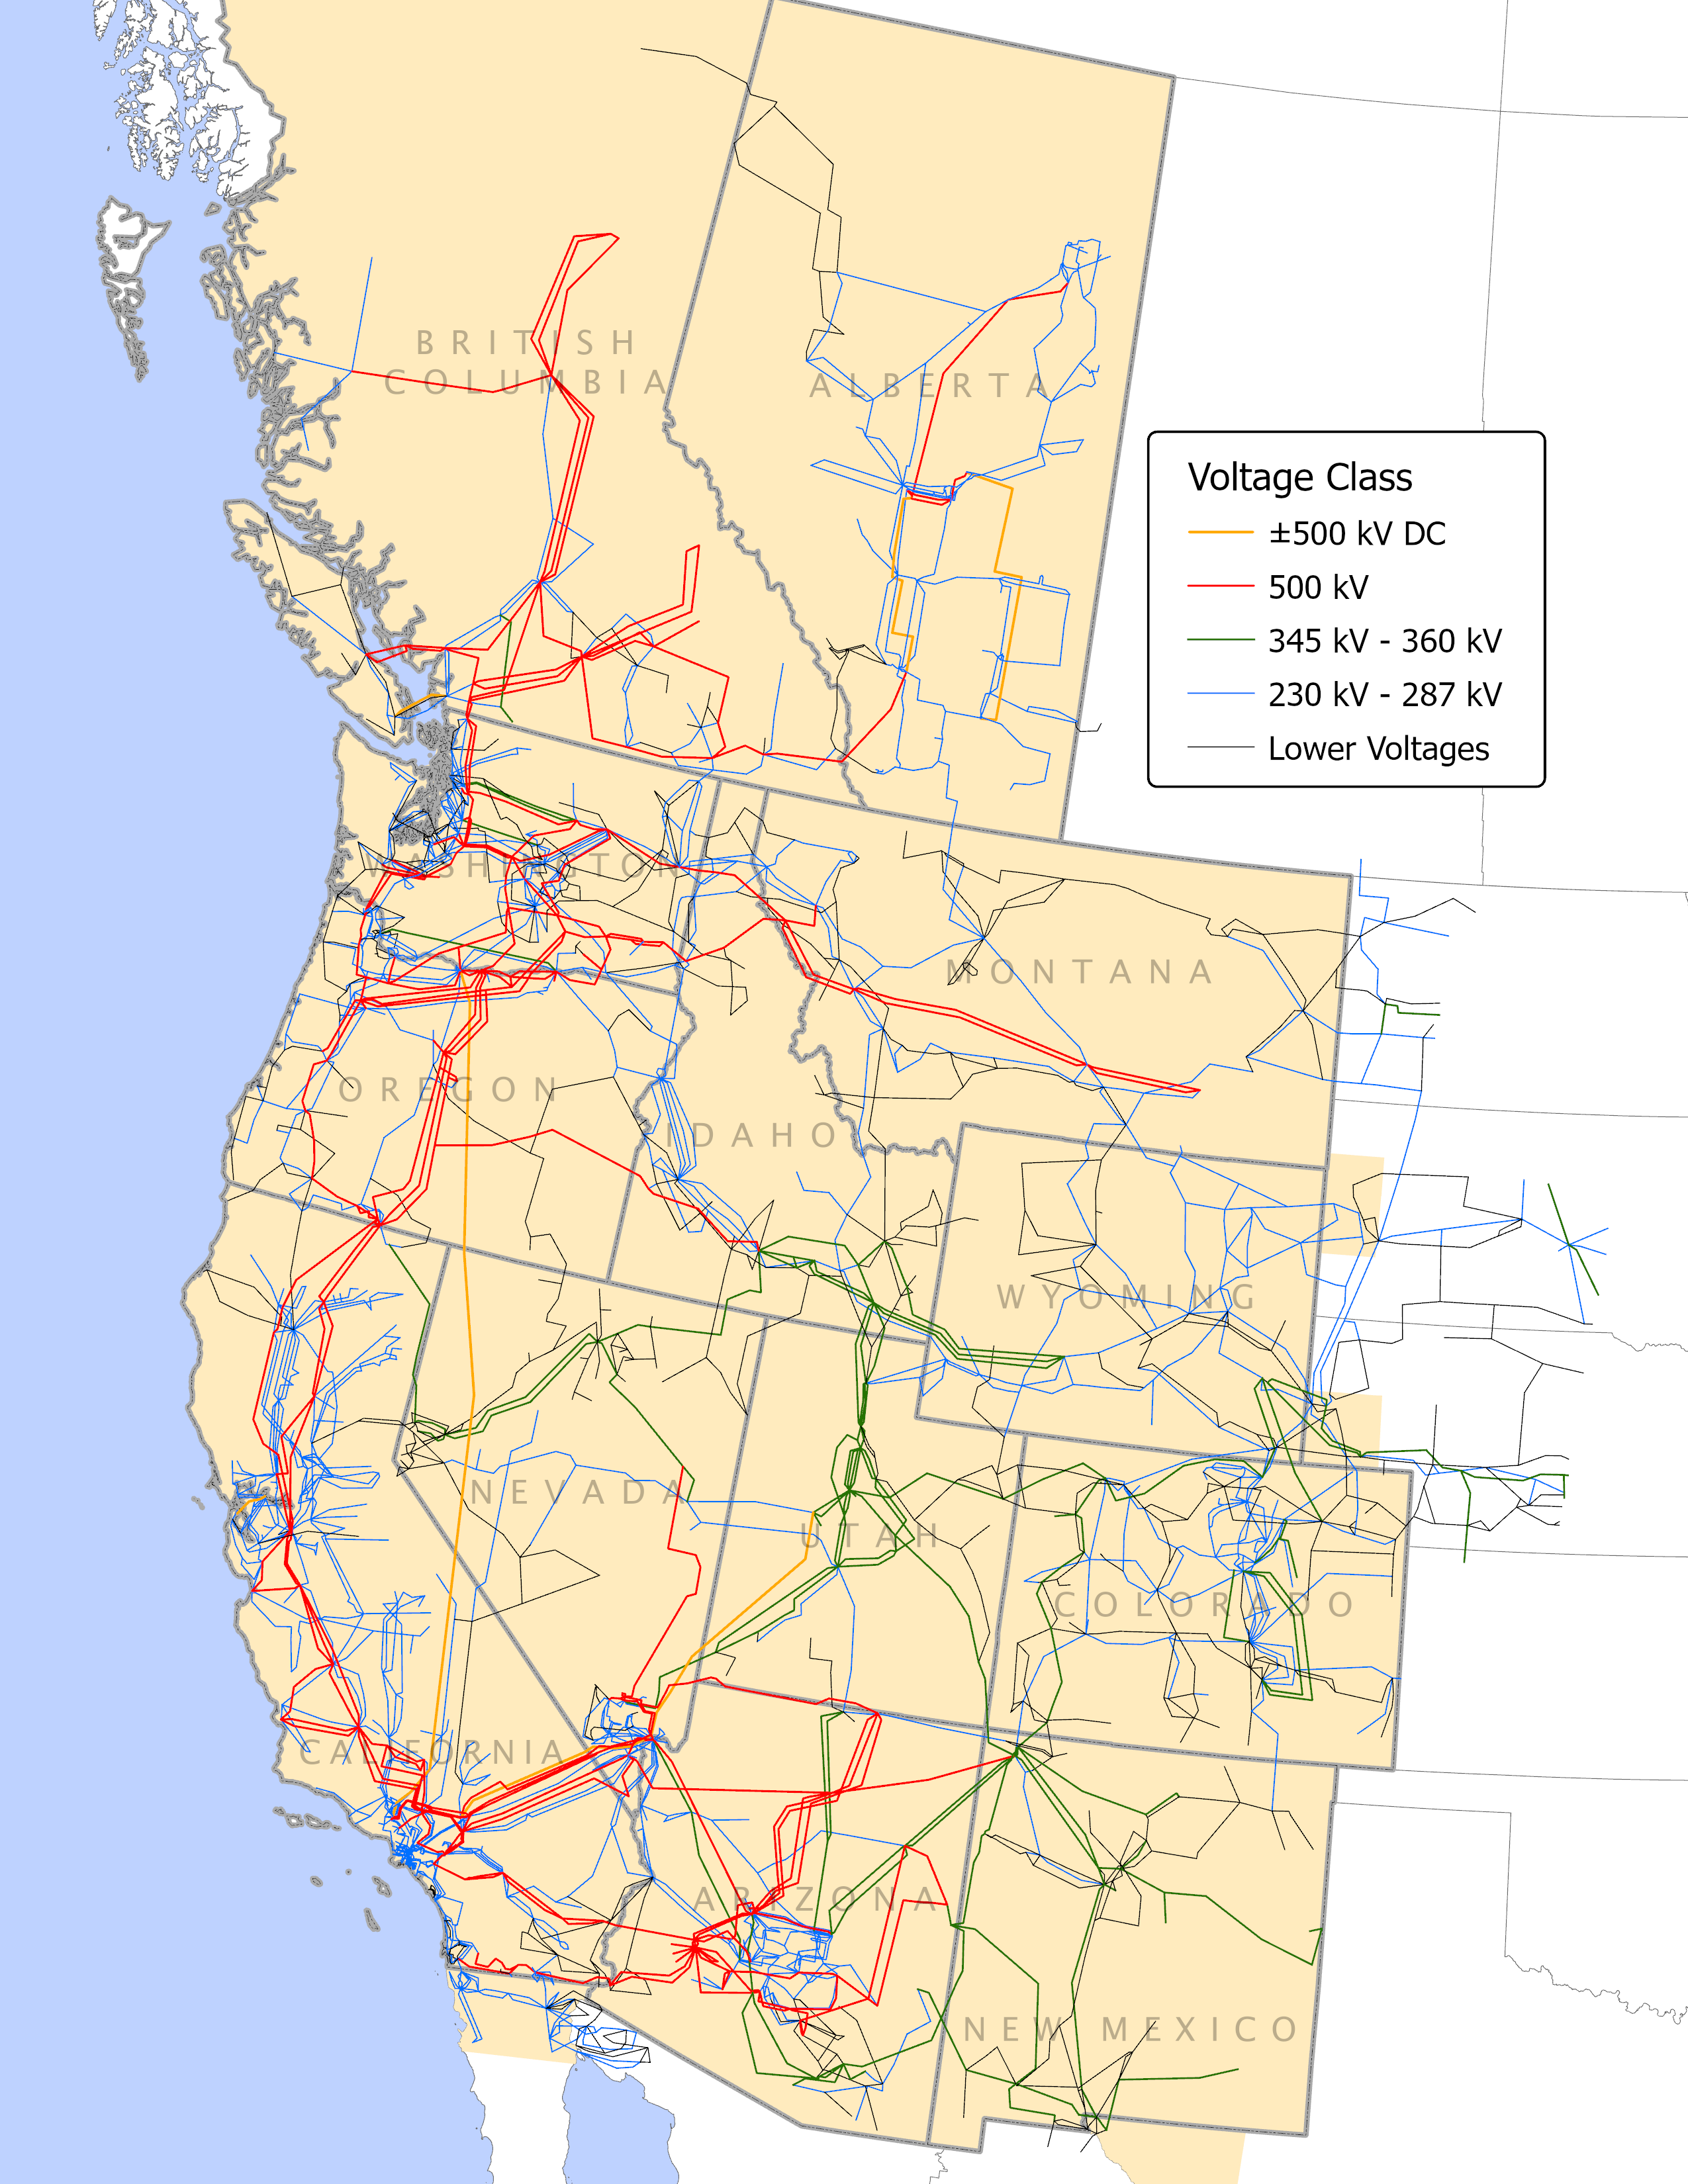 BRITISH
COLUMBIA
ALBERTA
Voltage Class
±500 kV DC
500 kV
345 kV - 360 kV
230 kV - 287 kV
Lower Voltages
WASHINGTON
MONTANA
OREGON
IDAHO
WYOMING
NEVADA
UTAH
COLORADO
CALIFORNIA
ARIZONA
NEW MEXICO